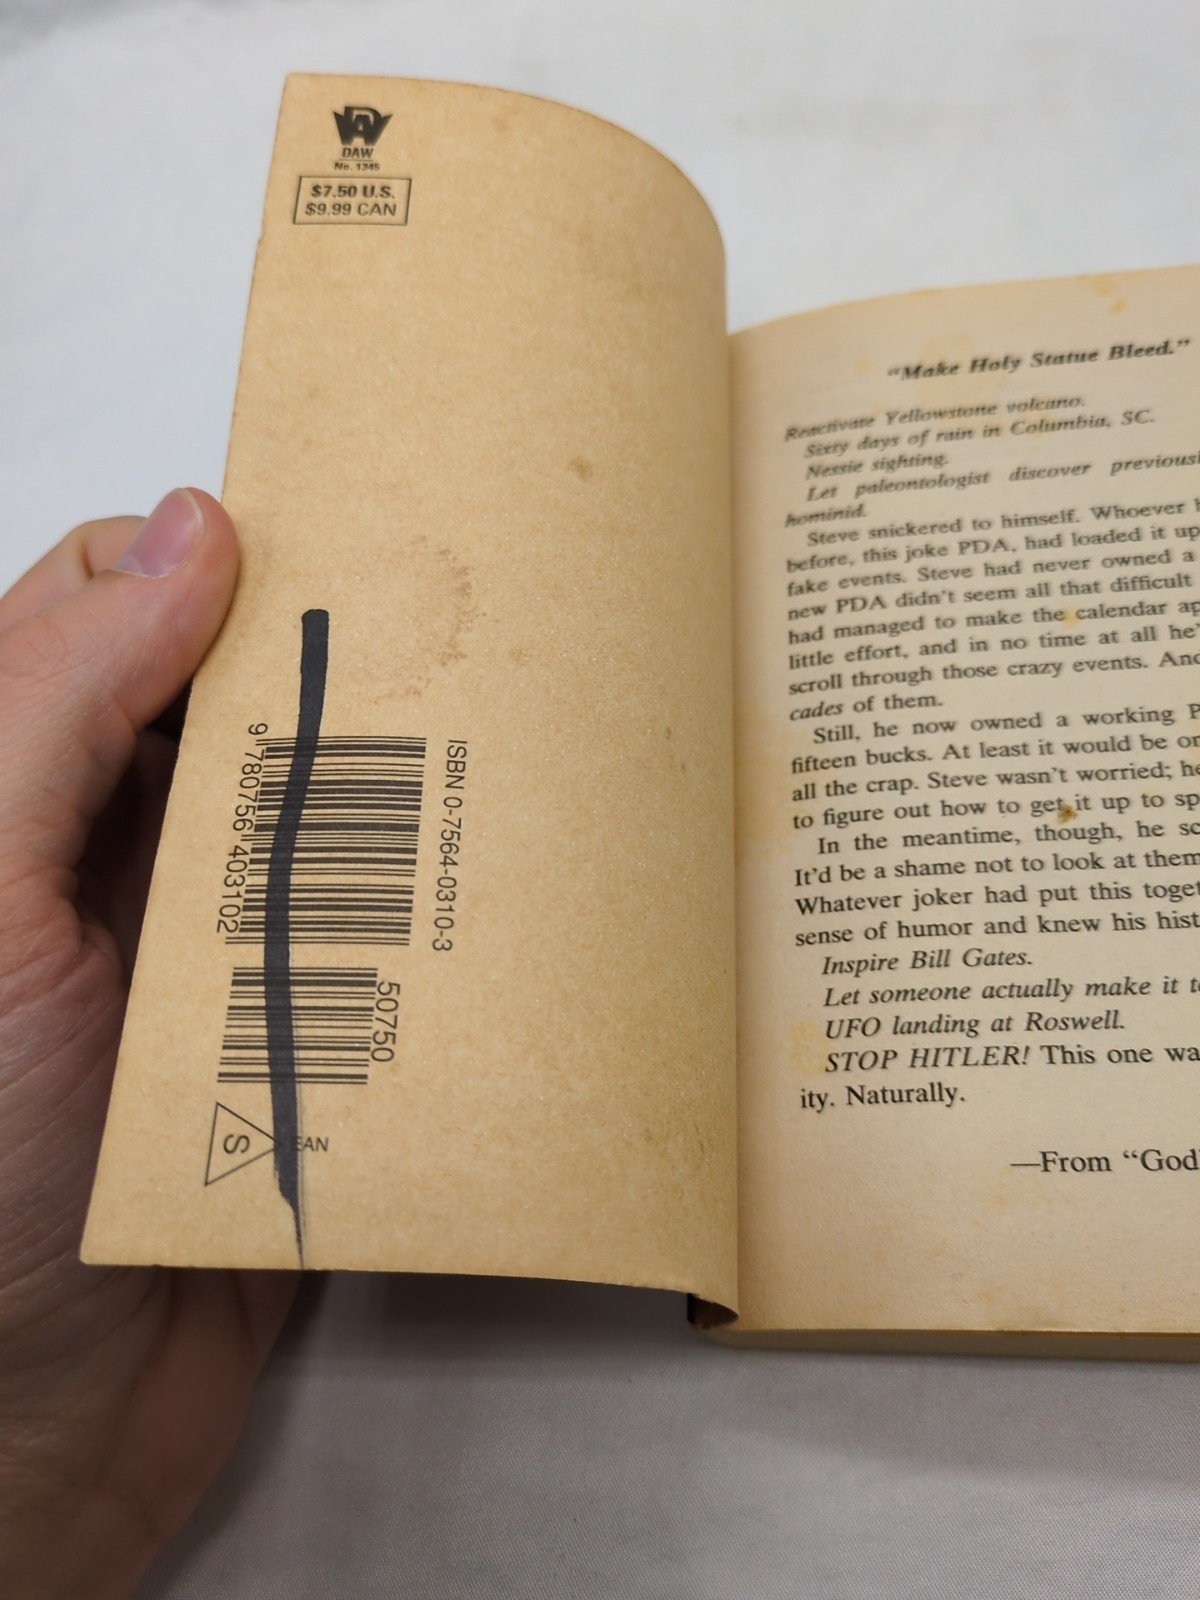 DAW
No. 1345
$7.50 U.S.
$9.99 CAN
ISBN 0-7564-0310-3
9 780756 403102
50750
S
EAN
"Make Holy Statue Bleed."
Reactivate Yellowstone volcano.
Sixty days of rain in Columbia, SC.
Nessie sighting.
Let paleontologist discover
hominid.
Steve snickered to himself. Whoever
before, this joke PDA, had loaded it up
fake events. Steve had never owned a
new PDA didn't seem all that difficult
had managed to make the calendar
little effort, and in no time at all
scroll through those crazy events.
cades of them.
Still, he now owned a working
fifteen bucks. At least it would be
all the crap. Steve wasn't worried;
to figure out how to get it up to
In the meantime, though, he
It'd be a shame not to look at them
Whatever joker had put this
sense of humor and knew his
Inspire Bill Gates.
Let someone actually make it
UFO landing at Roswell.
STOP HITLER! This one
ity. Naturally.
—From "God